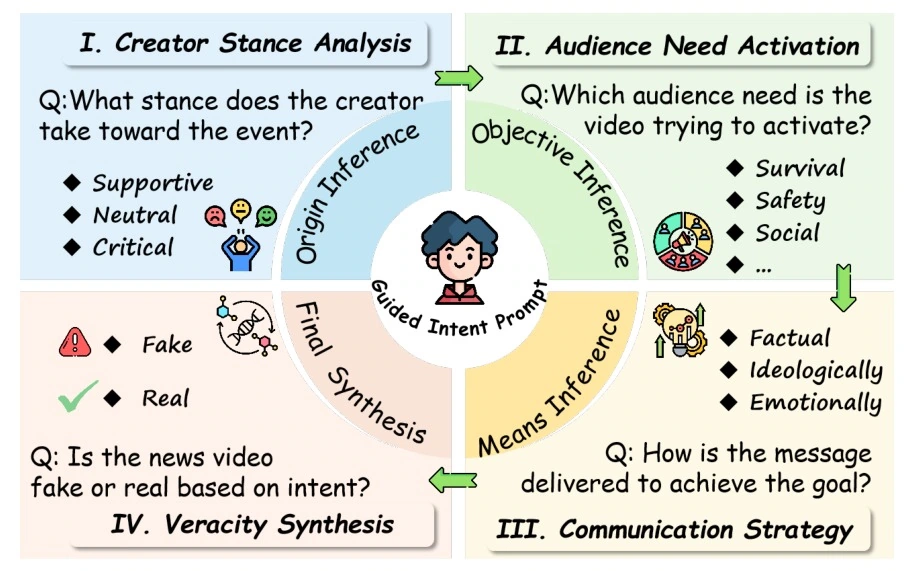 I. Creator Stance Analysis
Q:What stance does the creator
take toward the event?
Supportive
Neutral
Critical
Origin Inference
II. Audience Need Activation
Q:Which audience need is the
video trying to activate?
Survival
Safety
Social
...
Objective Inference
Guided Intent Prompt
Factual
Ideologically
Emotionally
Means Inference
Q: How is the message
delivered to achieve the goal?
III. Communication Strategy
Final Synthesis
Fake
Real
Q: Is the news video
fake or real based on intent?
IV. Veracity Synthesis